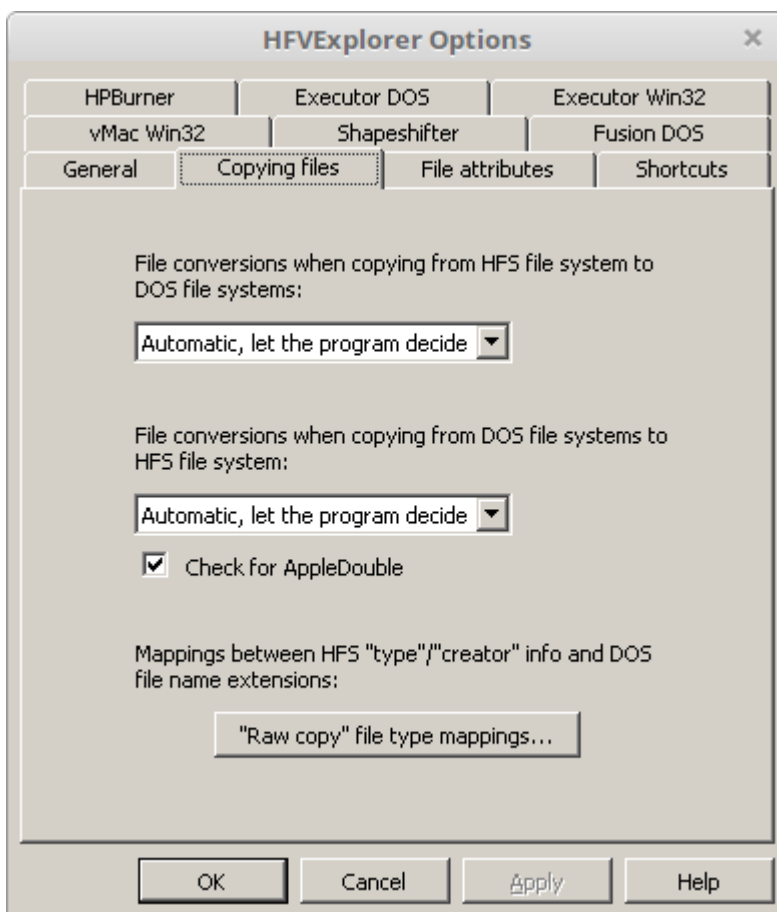 HFVExplorer Options
HPBurner Executor DOS Executor Win32
vMac Win32 Shapeshifter Fusion DOS
General Copying files File attributes Shortcuts
File conversions when copying from HFS file system to
DOS file systems:
Automatic, let the program decide
File conversions when copying from DOS file systems to
HFS file system:
Automatic, let the program decide
Check for AppleDouble
Mappings between HFS "type"/"creator" info and DOS
file name extensions:
"Raw copy" file type mappings...
OK Cancel Apply Help